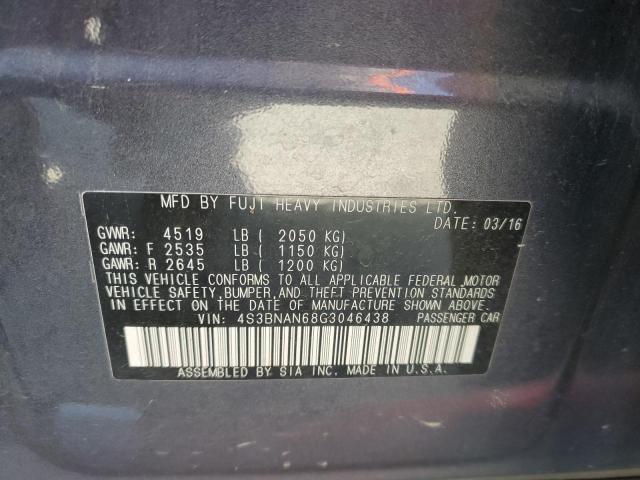 MFD BY FUJI HEAVY INDUSTRIES LTD.
DATE: 03/16
GVWR: 4519 LB ( 2050 KG)
GAWR: F 2535 LB ( 1150 KG)
GAWR: R 2645 LB ( 1200 KG)
THIS VEHICLE CONFORMS TO ALL APPLICABLE FEDERAL MOTOR
VEHICLE SAFETY, BUMPER, AND THEFT PREVENTION STANDARDS
IN EFFECT ON THE DATE OF MANUFACTURE SHOWN ABOVE.
VIN: 4S3BNAN68G3046438 PASSENGER CAR
ASSEMBLED BY SIA INC. MADE IN U.S.A.